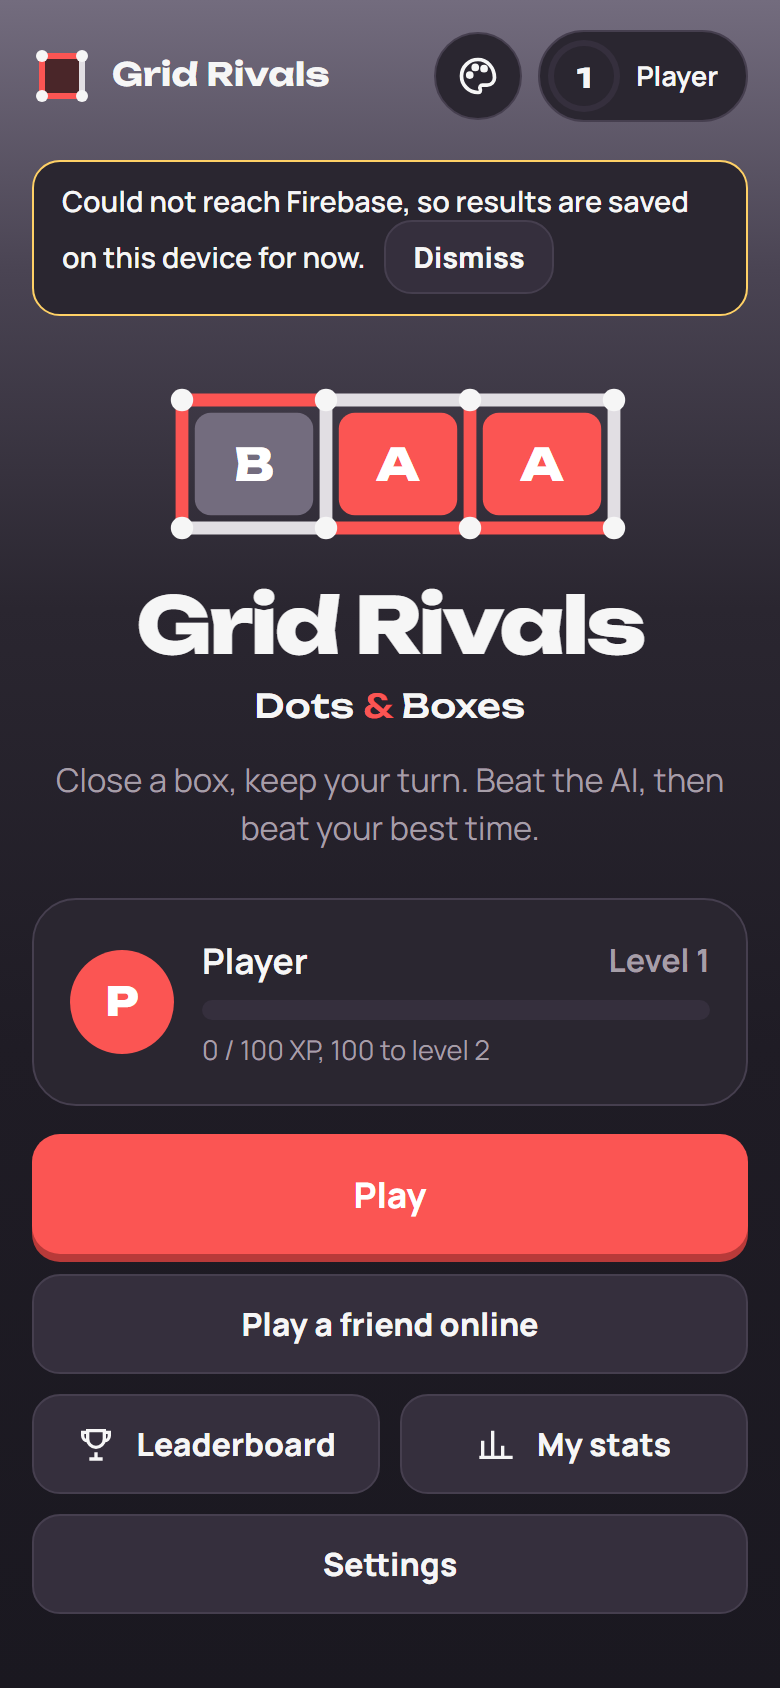 Grid Rivals
1 Player
Could not reach Firebase, so results are saved
on this device for now. Dismiss
B A A
Grid Rivals
Dots & Boxes
Close a box, keep your turn. Beat the AI, then
beat your best time.
P
Player Level 1
0 / 100 XP, 100 to level 2
Play
Play a friend online
Leaderboard My stats
Settings